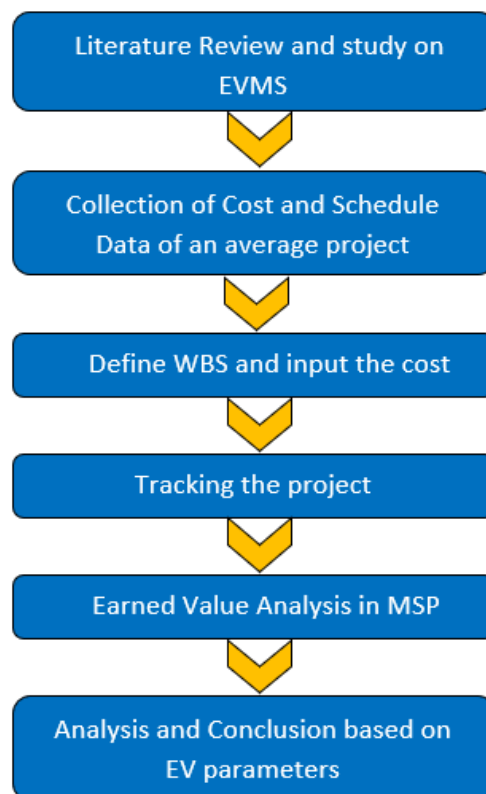 Literature Review and study on
EVMS
Collection of Cost and Schedule
Data of an average project
Define WBS and input the cost
Tracking the project
Earned Value Analysis in MSP
Analysis and Conclusion based on
EV parameters